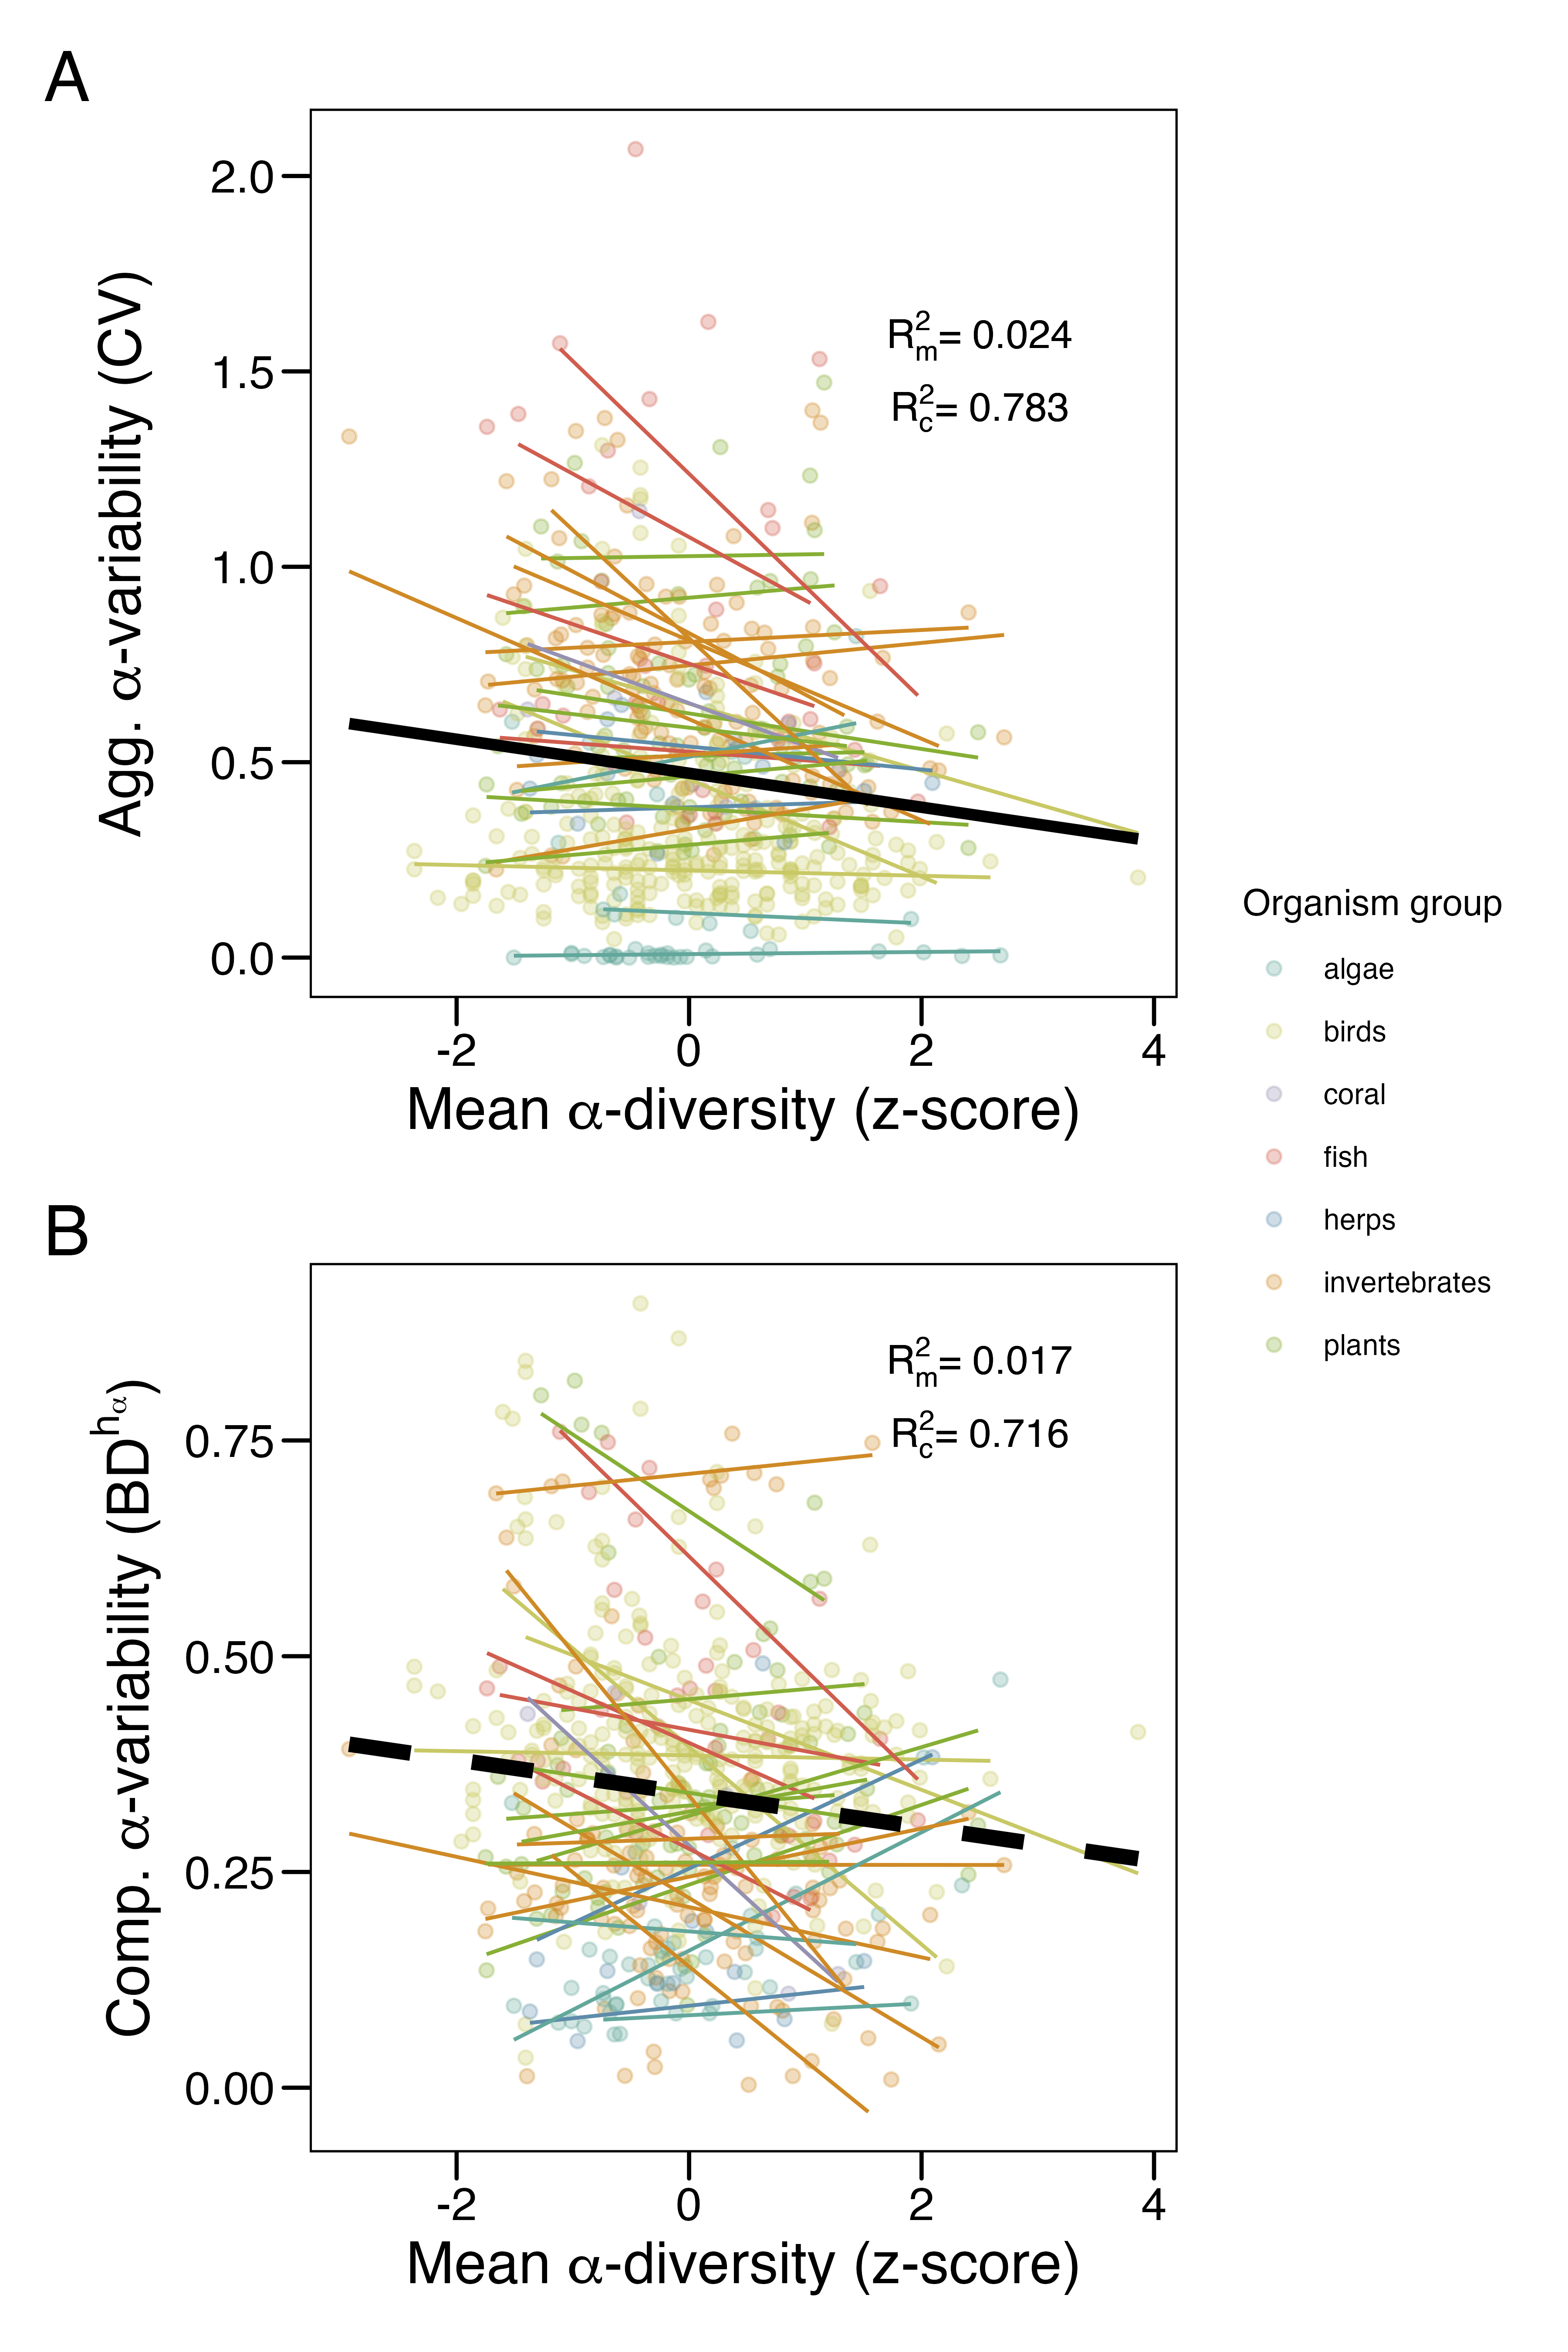 A
Agg. α-variability (CV)
2.0
1.5
1.0
0.5
0.0
R²m= 0.024
R²c= 0.783
-2 0 2 4
Mean α-diversity (z-score)
Organism group
algae
birds
coral
fish
herps
invertebrates
plants
B
Comp. α-variability (BD^hα)
0.75
0.50
0.25
0.00
R²m= 0.017
R²c= 0.716
-2 0 2 4
Mean α-diversity (z-score)